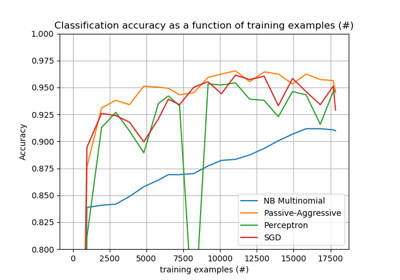 Classification accuracy as a function of training examples (#)
1.000
0.975
0.950
0.925
0.900
0.875
0.850
0.825
0.800
Accuracy
0
2500
5000
7500
10000
12500
15000
17500
training examples (#)
NB Multinomial
Passive-Aggressive
Perceptron
SGD